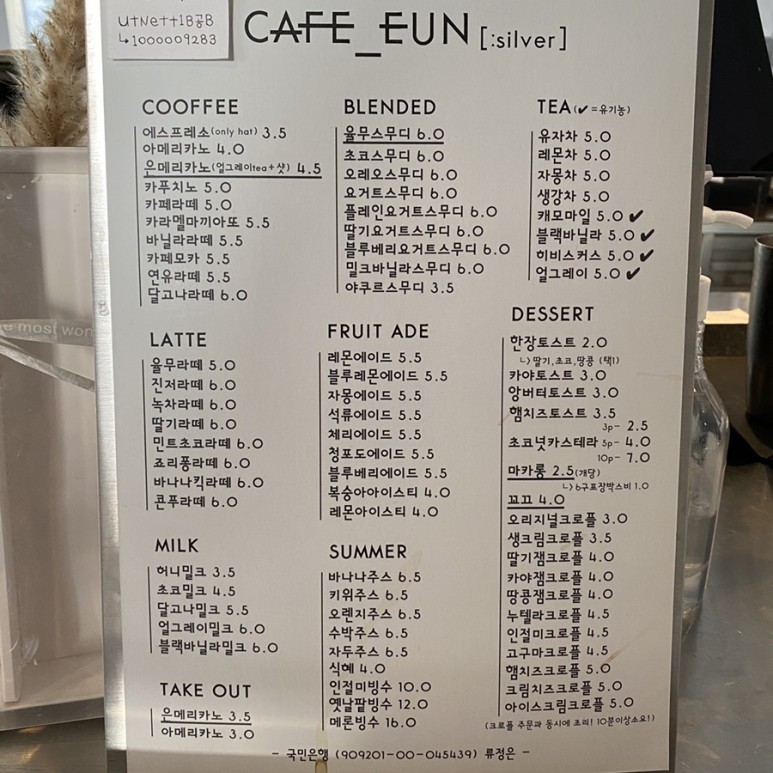 UtNet+1B공B
↳1000009283
CAFE_EUN [:silver]
COOFFEE
에스프레소(only hat) 3.5
아메리카노 4.0
은메리카노(얼그레이tea+샷) 4.5
카푸치노 5.0
카페라떼 5.0
카라멜마끼아또 5.5
바닐라라떼 5.5
카페모카 5.5
연유라떼 5.5
달고나라떼 6.0
LATTE
율무라떼 5.0
진저라떼 6.0
녹차라떼 6.0
딸기라떼 6.0
민트초코라떼 6.0
죠리퐁라떼 6.0
바나나킥라떼 6.0
콘푸라떼 6.0
MILK
허니밀크 3.5
초코밀크 4.5
달고나밀크 5.5
얼그레이밀크 6.0
블랙바닐라밀크 6.0
TAKE OUT
은메리카노 3.5
아메리카노 3.0
BLENDED
율무스무디 6.0
초코스무디 6.0
오레오스무디 6.0
요거트스무디 6.0
플레인요거트스무디 6.0
딸기요거트스무디 6.0
블루베리요거트스무디 6.0
밀크바닐라스무디 6.0
야쿠르스무디 3.5
FRUIT ADE
레몬에이드 5.5
블루레몬에이드 5.5
자몽에이드 5.5
석류에이드 5.5
체리에이드 5.5
청포도에이드 5.5
블루베리에이드 5.5
복숭아아이스티 4.0
레몬아이스티 4.0
SUMMER
바나나주스 6.5
키위주스 6.5
오렌지주스 6.5
수박주스 6.5
자두주스 6.5
식혜 4.0
인절미빙수 10.0
옛날팥빙수 12.0
메론빙수 16.0
TEA(✔=유기농)
유자차 5.0
레몬차 5.0
자몽차 5.0
생강차 5.0
캐모마일 5.0 ✔
블랙바닐라 5.0 ✔
히비스커스 5.0 ✔
얼그레이 5.0 ✔
DESSERT
한장토스트 2.0
↳딸기,초코,땅콩 (택1)
카야토스트 3.0
앙버터토스트 3.0
햄치즈토스트 3.5
3p- 2.5
초코넛카스테라 5p- 4.0
10p- 7.0
마카롱 2.5(개당)
↳6구포장박스비 1.0
꼬끄 4.0
오리지널크로플 3.0
생크림크로플 3.5
딸기잼크로플 4.0
카야잼크로플 4.0
땅콩잼크로플 4.0
누텔라크로플 4.5
인절미크로플 4.5
고구마크로플 4.5
햄치즈크로플 5.0
크림치즈크로플 5.0
아이스크림크로플 5.0
(크로플 주문과 동시에 조리! 10분이상소요!)
- 국민은행 (909201-00-045439) 류정은 -
e most won